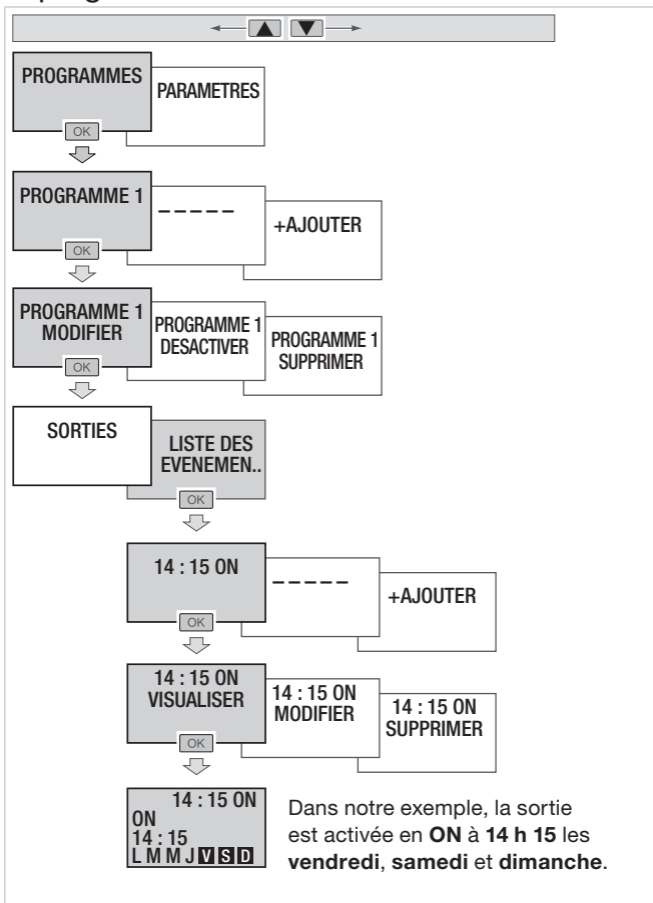 PROGRAMMES
PARAMETRES
OK
PROGRAMME 1
-----
+AJOUTER
OK
PROGRAMME 1
MODIFIER
PROGRAMME 1
DESACTIVER
PROGRAMME 1
SUPPRIMER
OK
SORTIES
LISTE DES
EVENEMEN..
OK
14 : 15 ON
-----
+AJOUTER
OK
14 : 15 ON
VISUALISER
14 : 15 ON
MODIFIER
14 : 15 ON
SUPPRIMER
OK
14 : 15 ON
ON
14 : 15
L M M J V S D
Dans notre exemple, la sortie
est activée en ON à 14 h 15 les
vendredi, samedi et dimanche.